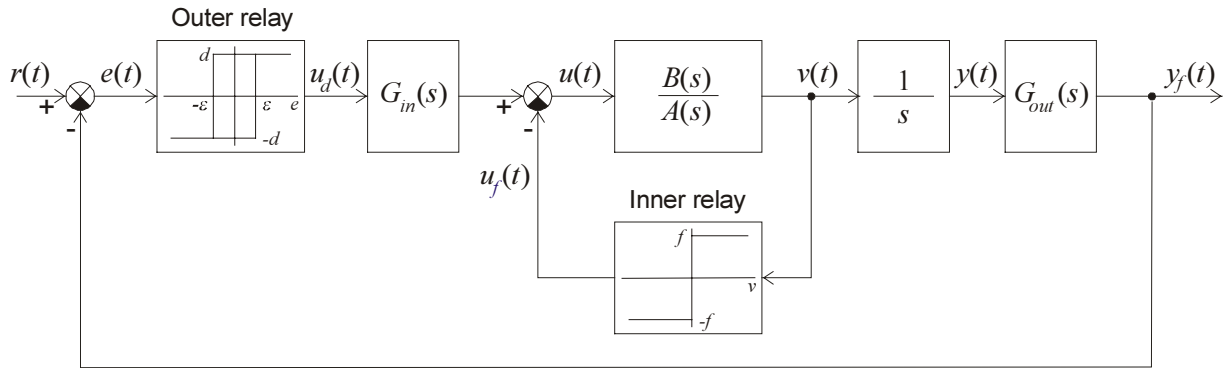 Outer relay
r(t)
+
-
e(t)
d
-ε
ε
e
-d
u_d(t)
G_in(s)
+
-
u(t)
B(s)
A(s)
v(t)
1
s
y(t)
G_out(s)
y_f(t)
u_f(t)
Inner relay
f
v
-f